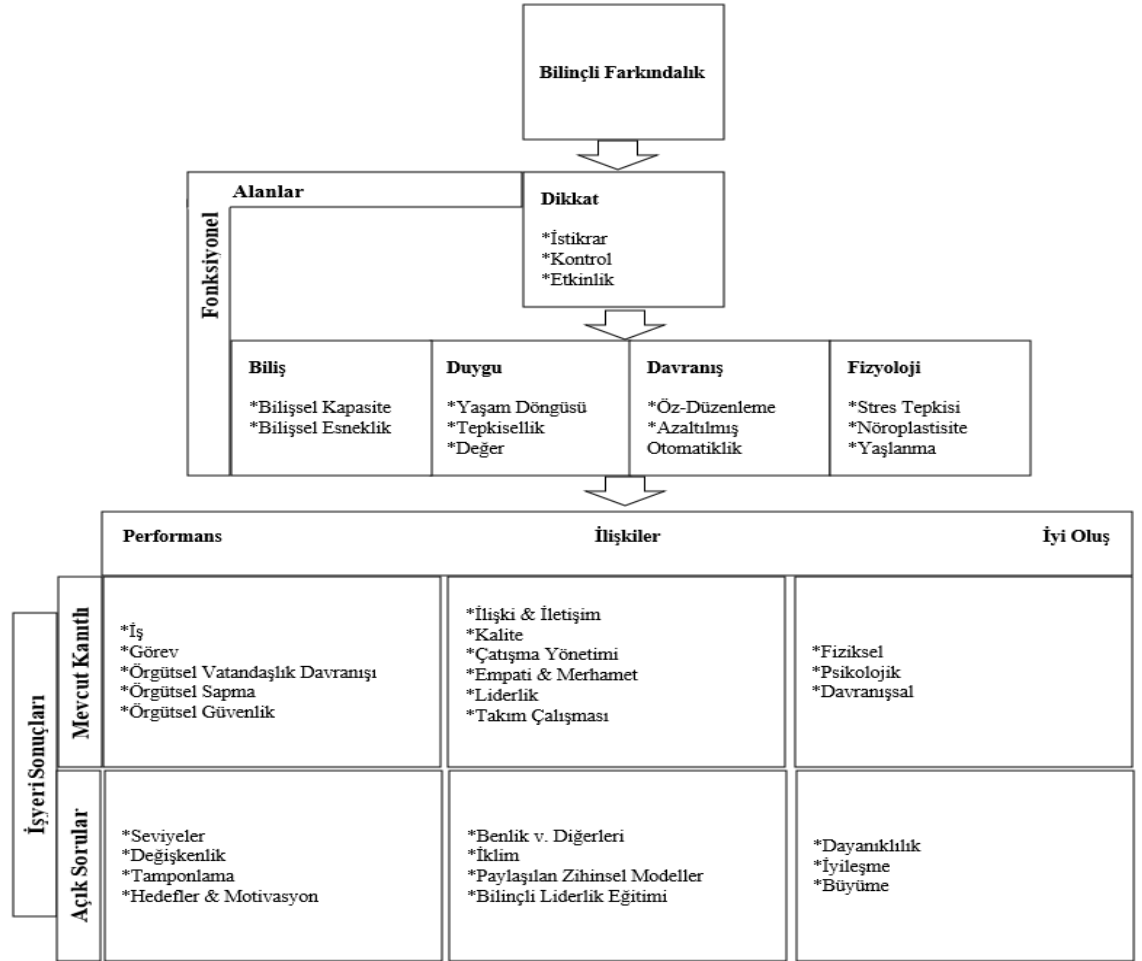 Bilinçli Farkındalık
Alanlar
Fonksiyonel
Dikkat
*İstikrar
*Kontrol
*Etkinlik
Biliş
*Bilişsel Kapasite
*Bilişsel Esneklik
Duygu
*Yaşam Döngüsü
*Tepkisellik
*Değer
Davranış
*Öz-Düzenleme
*Azaltılmış
Otomatiklik
Fizyoloji
*Stres Tepkisi
*Nöroplastisite
*Yaşlanma
Performans
İlişkiler
İyi Oluş
İşyeri Sonuçları
Mevcut Kanıtlı
*İş
*Görev
*Örgütsel Vatandaşlık Davranışı
*Örgütsel Sapma
*Örgütsel Güvenlik
*İlişki & İletişim
*Kalite
*Çatışma Yönetimi
*Empati & Merhamet
*Liderlik
*Takım Çalışması
*Fiziksel
*Psikolojik
*Davranışsal
Açık Sorular
*Seviyeler
*Değişkenlik
*Tamponlama
*Hedefler & Motivasyon
*Benlik v. Diğerleri
*İklim
*Paylaşılan Zihinsel Modeller
*Bilinçli Liderlik Eğitimi
*Dayanıklılık
*İyileşme
*Büyüme